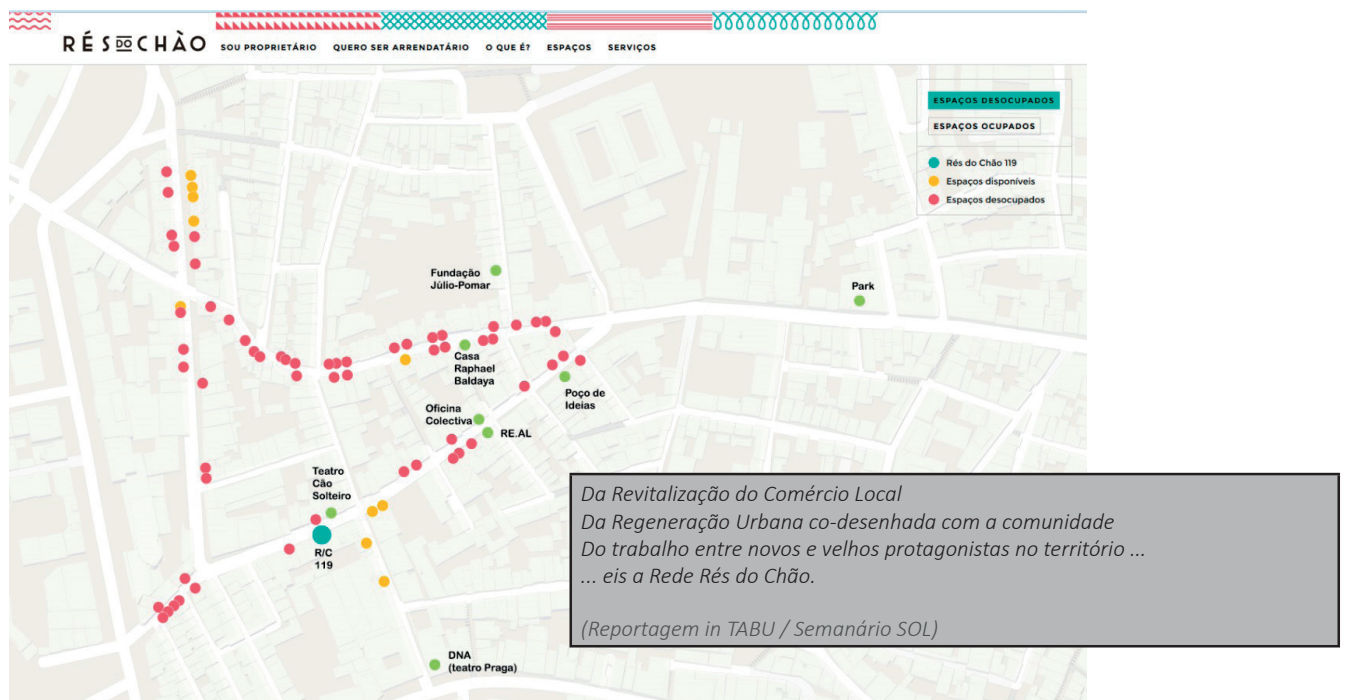 RÉS DO CHÀO
SOU PROPRIETÁRIO QUERO SER ARRENDATÁRIO O QUE É? ESPAÇOS SERVIÇOS
ESPAÇOS DESOCUPADOS
ESPAÇOS OCUPADOS
Rés do Chão 119
Espaços disponíveis
Espaços desocupados
Fundação
Júlio-Pomar
Park
Casa
Raphael
Baldaya
Poço de
Ideias
Oficina
Colectiva
RE.AL
Teatro
Cão
Solteiro
R/C
119
DNA
(teatro Praga)
Da Revitalização do Comércio Local
Da Regeneração Urbana co-desenhada com a comunidade
Do trabalho entre novos e velhos protagonistas no território ...
... eis a Rede Rés do Chão.
(Reportagem in TABU / Semanário SOL)